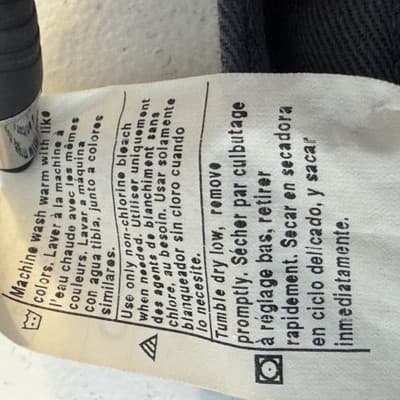 Machine wash warm with like
colors. Laver à la machine à
l'eau chaude avec les mêmes
couleurs. Lavar a maquina
con agua tibia, junto a colores
similares.
Use only non-chlorine bleach
when needed. Utiliser uniquement
des agents de blanchiment sans
chlore, au besoin. Usar solamente
blanqueador sin cloro cuando
lo necesite.
Tumble dry low, remove
promptly. Sécher par culbutage
à réglage bas, retirer
rapidement. Secar en secadora
en ciclo delicado, y sacar
inmediatamente.